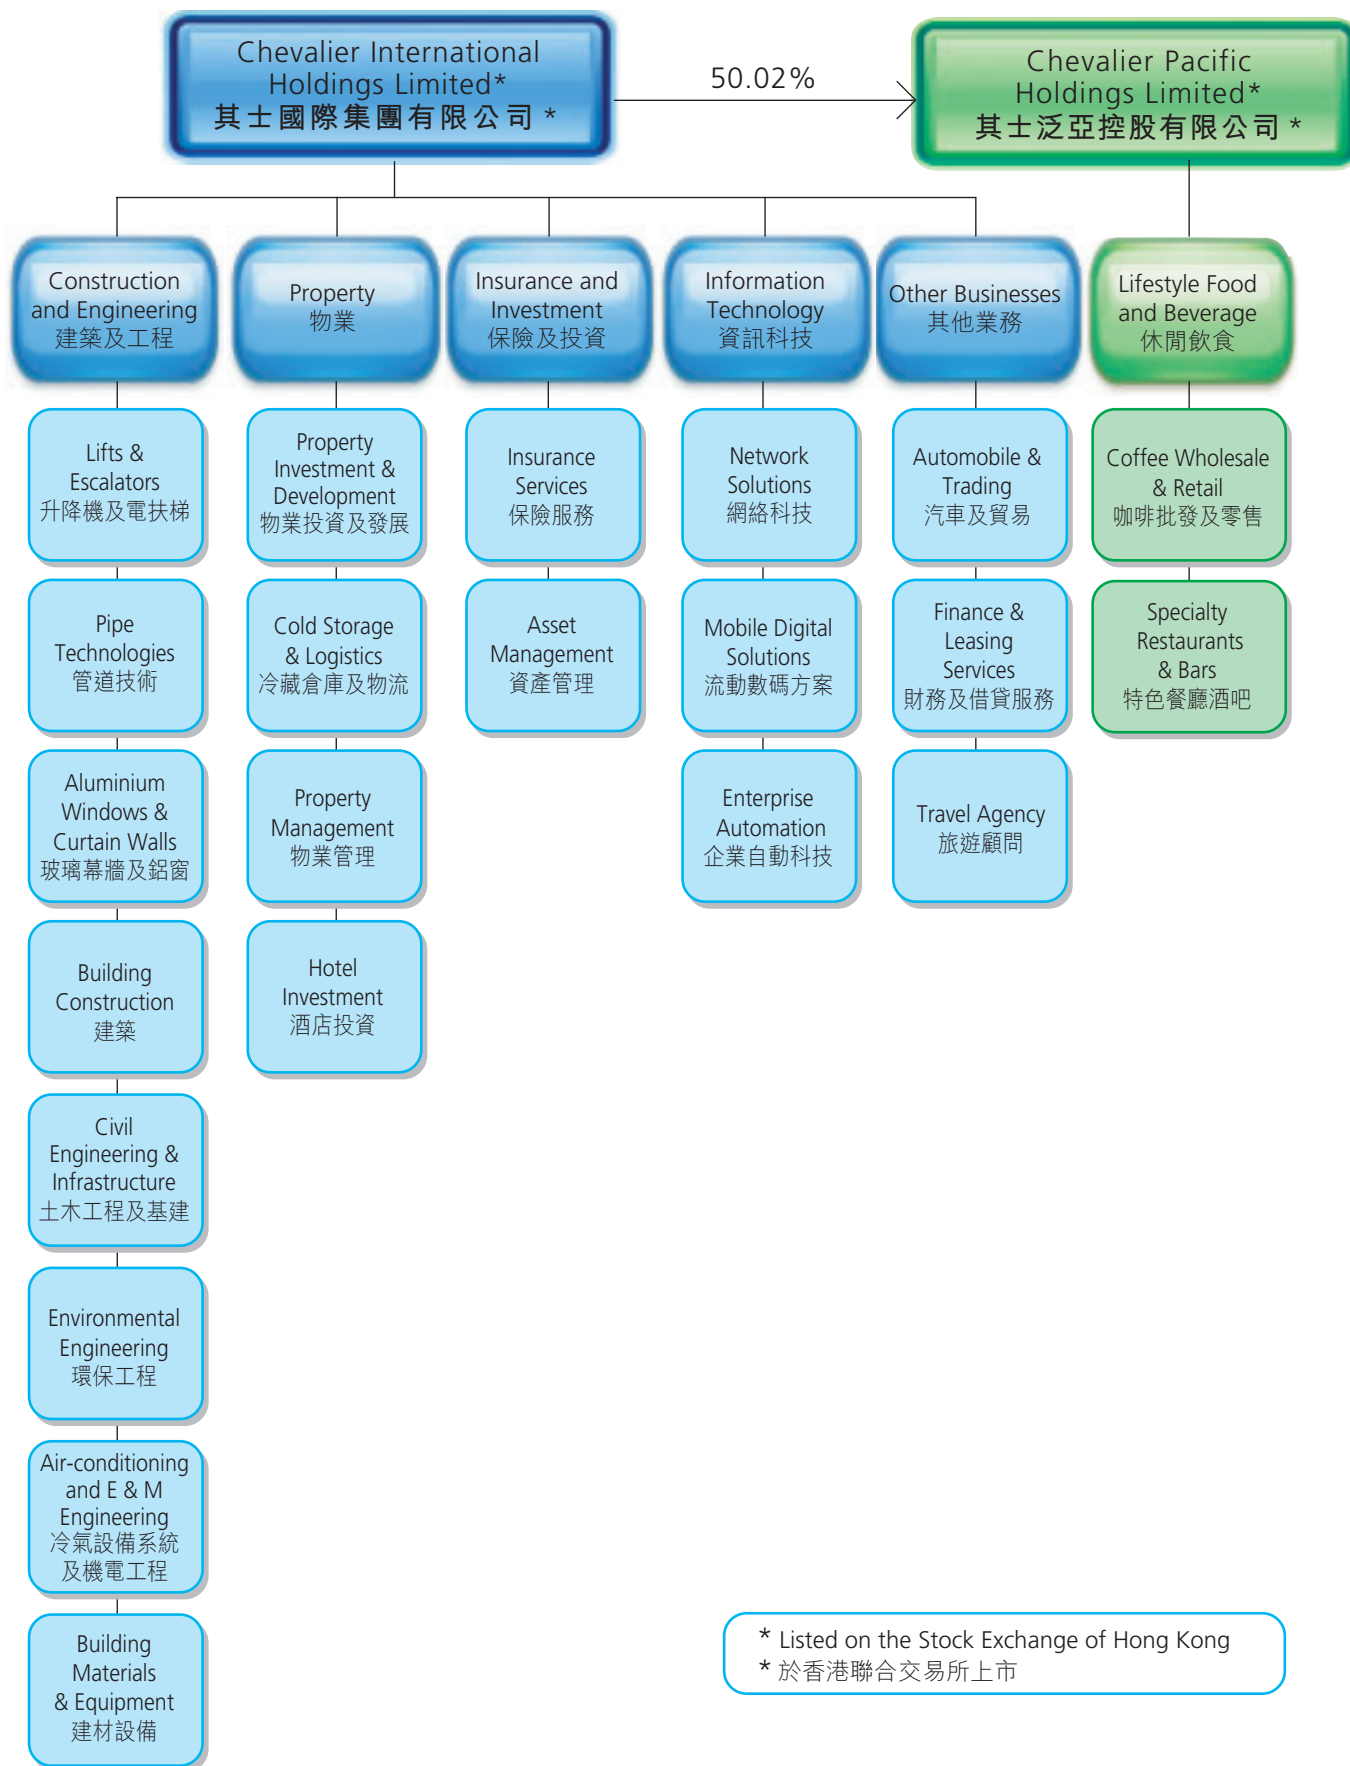 Chevalier International
Holdings Limited*
其士國際集團有限公司 *
50.02%
Chevalier Pacific
Holdings Limited*
其士泛亞控股有限公司 *
Construction
and Engineering
建築及工程
Property
物業
Insurance and
Investment
保險及投資
Information
Technology
資訊科技
Other Businesses
其他業務
Lifestyle Food
and Beverage
休閒飲食
Lifts &
Escalators
升降機及電扶梯
Pipe
Technologies
管道技術
Aluminium
Windows &
Curtain Walls
玻璃幕牆及鋁窗
Building
Construction
建築
Civil
Engineering &
Infrastructure
土木工程及基建
Environmental
Engineering
環保工程
Air-conditioning
and E & M
Engineering
冷氣設備系統
及機電工程
Building
Materials
& Equipment
建材設備
Property
Investment &
Development
物業投資及發展
Cold Storage
& Logistics
冷藏倉庫及物流
Property
Management
物業管理
Hotel
Investment
酒店投資
Insurance
Services
保險服務
Asset
Management
資產管理
Network
Solutions
網絡科技
Mobile Digital
Solutions
流動數碼方案
Enterprise
Automation
企業自動科技
Automobile &
Trading
汽車及貿易
Finance &
Leasing
Services
財務及借貸服務
Travel Agency
旅遊顧問
Coffee Wholesale
& Retail
咖啡批發及零售
Specialty
Restaurants
& Bars
特色餐廳酒吧
* Listed on the Stock Exchange of Hong Kong
* 於香港聯合交易所上市